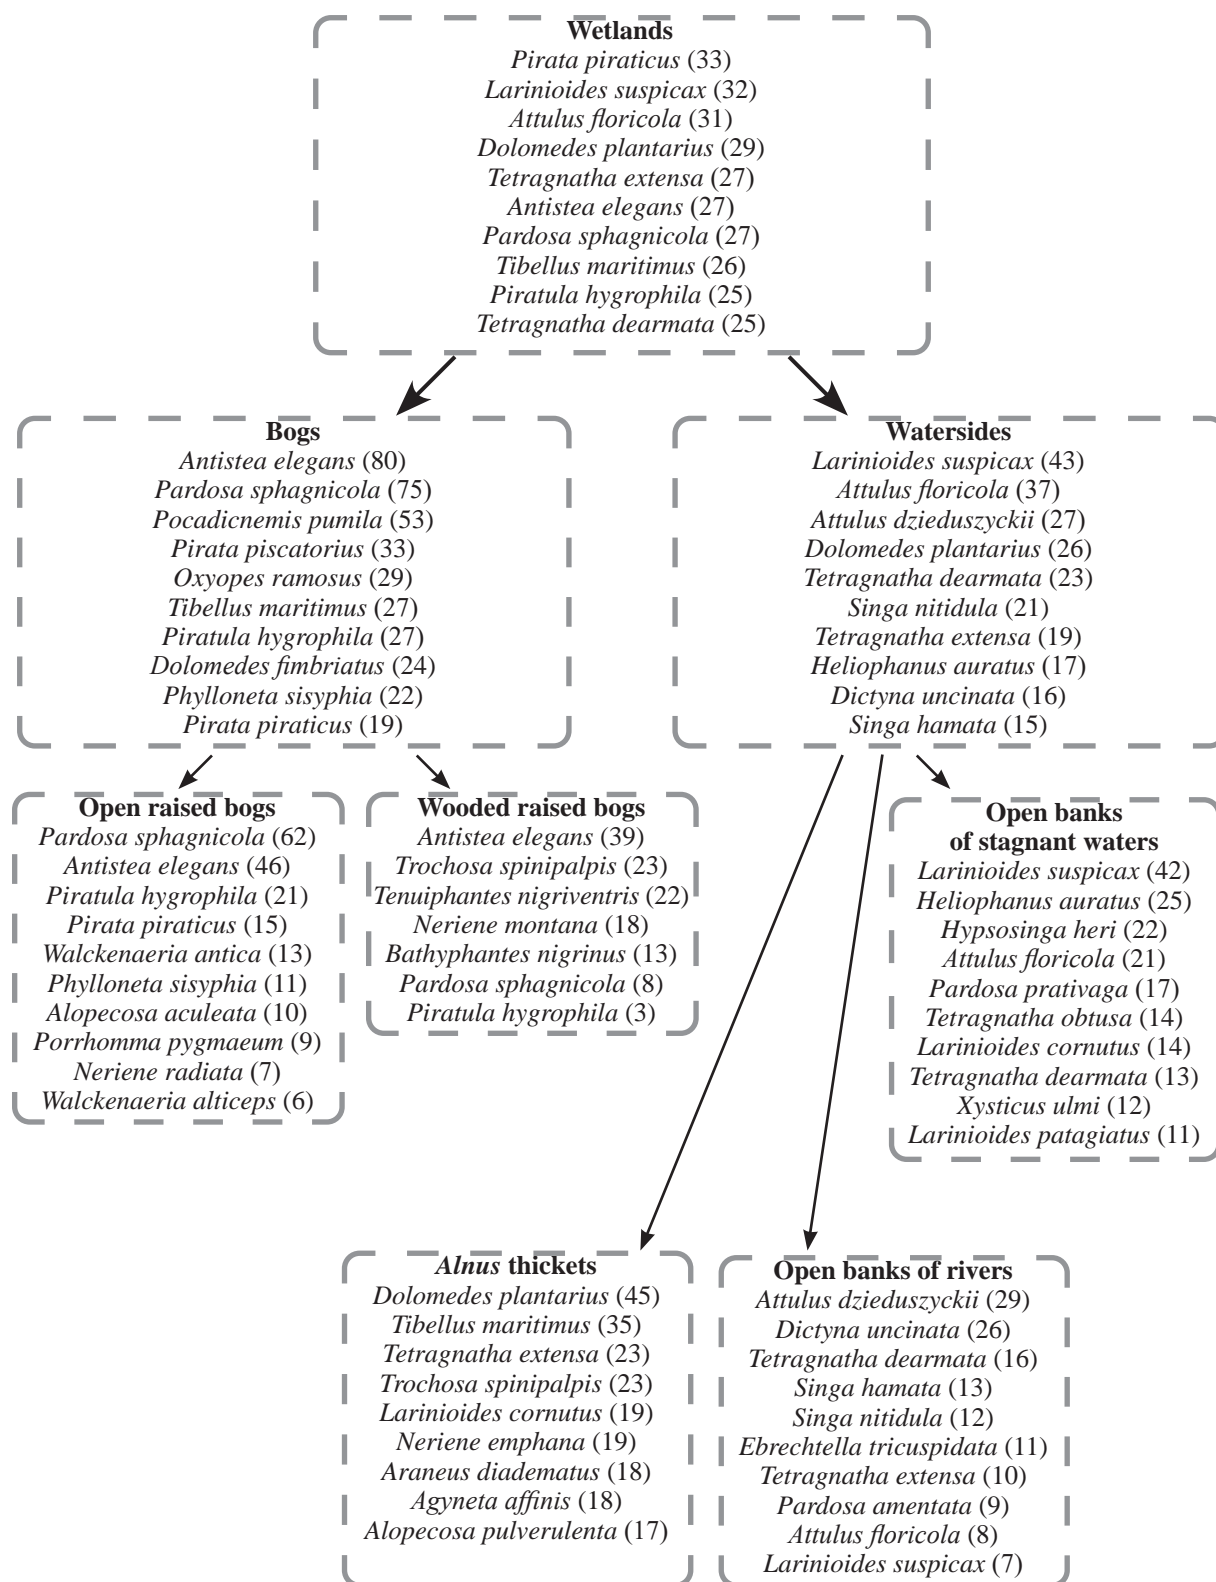 Wetlands
Pirata piraticus (33)
Larinioides suspicax (32)
Attulus floricola (31)
Dolomedes plantarius (29)
Tetragnatha extensa (27)
Antistea elegans (27)
Pardosa sphagnicola (27)
Tibellus maritimus (26)
Piratula hygrophila (25)
Tetragnatha dearmata (25)
Bogs
Antistea elegans (80)
Pardosa sphagnicola (75)
Pocadicnemis pumila (53)
Pirata piscatorius (33)
Oxyopes ramosus (29)
Tibellus maritimus (27)
Piratula hygrophila (27)
Dolomedes fimbriatus (24)
Phylloneta sisyphia (22)
Pirata piraticus (19)
Watersides
Larinioides suspicax (43)
Attulus floricola (37)
Attulus dzieduszyckii (27)
Dolomedes plantarius (26)
Tetragnatha dearmata (23)
Singa nitidula (21)
Tetragnatha extensa (19)
Heliophanus auratus (17)
Dictyna uncinata (16)
Singa hamata (15)
Open raised bogs
Pardosa sphagnicola (62)
Antistea elegans (46)
Piratula hygrophila (21)
Pirata piraticus (15)
Walckenaeria antica (13)
Phylloneta sisyphia (11)
Alopecosa aculeata (10)
Porrhomma pygmaeum (9)
Neriene radiata (7)
Walckenaeria alticeps (6)
Wooded raised bogs
Antistea elegans (39)
Trochosa spinipalpis (23)
Tenuiphantes nigriventris (22)
Neriene montana (18)
Bathyphantes nigrinus (13)
Pardosa sphagnicola (8)
Piratula hygrophila (3)
Open banks
of stagnant waters
Larinioides suspicax (42)
Heliophanus auratus (25)
Hypsosinga heri (22)
Attulus floricola (21)
Pardosa prativaga (17)
Tetragnatha obtusa (14)
Larinioides cornutus (14)
Tetragnatha dearmata (13)
Xysticus ulmi (12)
Larinioides patagiatus (11)
Alnus thickets
Dolomedes plantarius (45)
Tibellus maritimus (35)
Tetragnatha extensa (23)
Trochosa spinipalpis (23)
Larinioides cornutus (19)
Neriene emphana (19)
Araneus diadematus (18)
Agyneta affinis (18)
Alopecosa pulverulenta (17)
Open banks of rivers
Attulus dzieduszyckii (29)
Dictyna uncinata (26)
Tetragnatha dearmata (16)
Singa hamata (13)
Singa nitidula (12)
Ebrechtella tricuspidata (11)
Tetragnatha extensa (10)
Pardosa amentata (9)
Attulus floricola (8)
Larinioides suspicax (7)